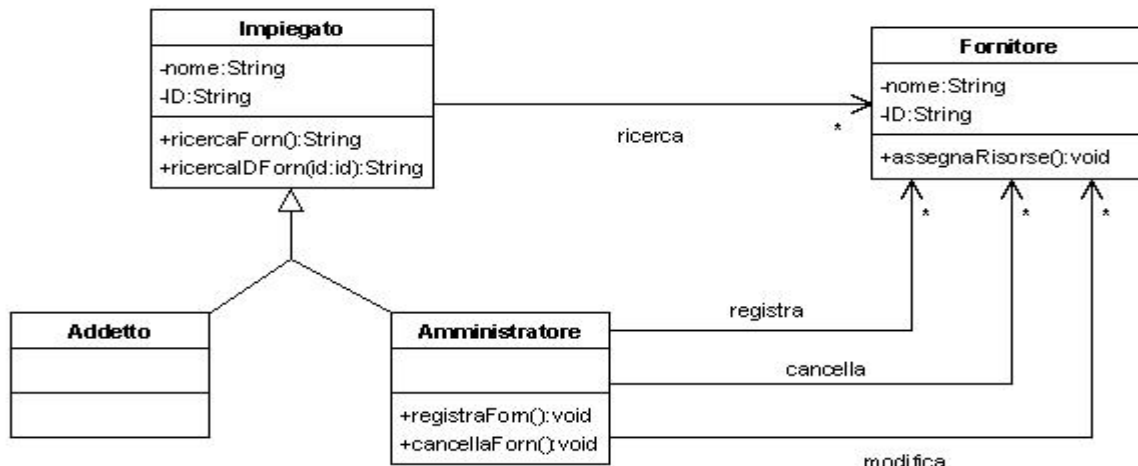 Impiegato
-nome:String
-ID:String
+ricercaForn():String
+ricercaIDForn(id:id):String
Fornitore
-nome:String
-ID:String
+assegnaRisorse():void
ricerca
*
*
*
*
Addetto
Amministratore
+registraForn():void
+cancellaForn():void
registra
cancella
modifica